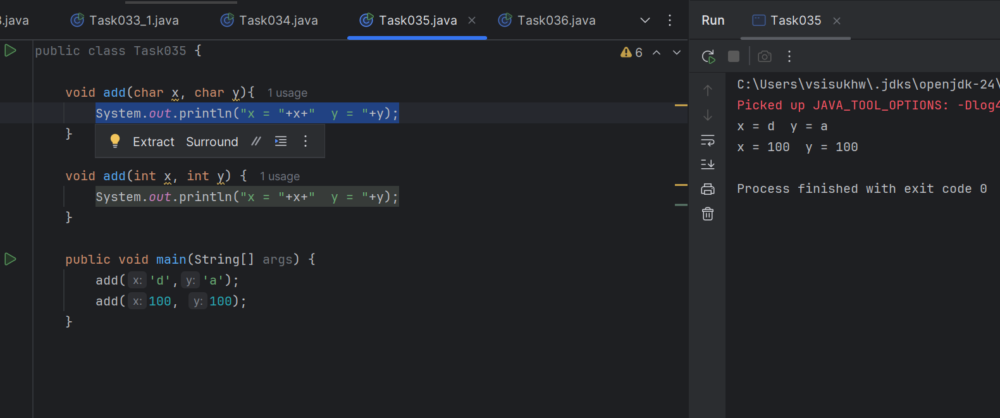 .java Task033_1.java Task034.java Task035.java Task036.java
public class Task035 {
6
void add(char x, char y){ 1 usage
System.out.println("x = "+x+"  y = "+y);
}
Extract Surround
void add(int x, int y) { 1 usage
System.out.println("x = "+x+"  y = "+y);
}
public void main(String[] args) {
add( x: 'd', y: 'a');
add( x: 100, y: 100);
}
Run Task035
C:\Users\vsisukhw\.jdks\openjdk-24\
Picked up JAVA_TOOL_OPTIONS: -Dlog4
x = d  y = a
x = 100  y = 100
Process finished with exit code 0